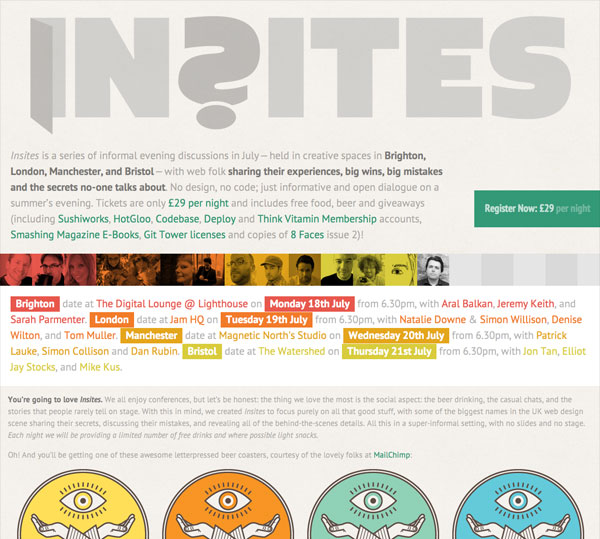 INS?ITES
Insites is a series of informal evening discussions in July – held in creative spaces in Brighton,
London, Manchester, and Bristol – with web folk sharing their experiences, big wins, big mistakes
and the secrets no-one talks about. No design, no code; just informative and open dialogue on a
summer's evening. Tickets are only £29 per night and includes free food, beer and giveaways
(including Sushiworks, HotGloo, Codebase, Deploy and Think Vitamin Membership accounts,
Smashing Magazine E-Books, Git Tower licenses and copies of 8 Faces issue 2)!
Register Now: £29 per night
Brighton date at The Digital Lounge @ Lighthouse on Monday 18th July from 6.30pm, with Aral Balkan, Jeremy Keith, and
Sarah Parmenter. London date at Jam HQ on Tuesday 19th July from 6.30pm, with Natalie Downe & Simon Willison, Denise
Wilton, and Tom Muller. Manchester date at Magnetic North's Studio on Wednesday 20th July from 6.30pm, with Patrick
Lauke, Simon Collison and Dan Rubin. Bristol date at The Watershed on Thursday 21st July from 6.30pm, with Jon Tan, Elliot
Jay Stocks, and Mike Kus.
You're going to love Insites. We all enjoy conferences, but let's be honest: the thing we love the most is the social aspect: the beer drinking, the casual chats, and the
stories that people rarely tell on stage. With this in mind, we created Insites to focus purely on all that good stuff, with some of the biggest names in the UK web design
scene sharing their secrets, discussing their mistakes, and revealing all of the behind-the-scenes details. All this in a super-informal setting, with no slides and no stage.
Each night we will be providing a limited number of free drinks and where possible light snacks.
Oh! And you'll be getting one of these awesome letterpressed beer coasters, courtesy of the lovely folks at MailChimp: